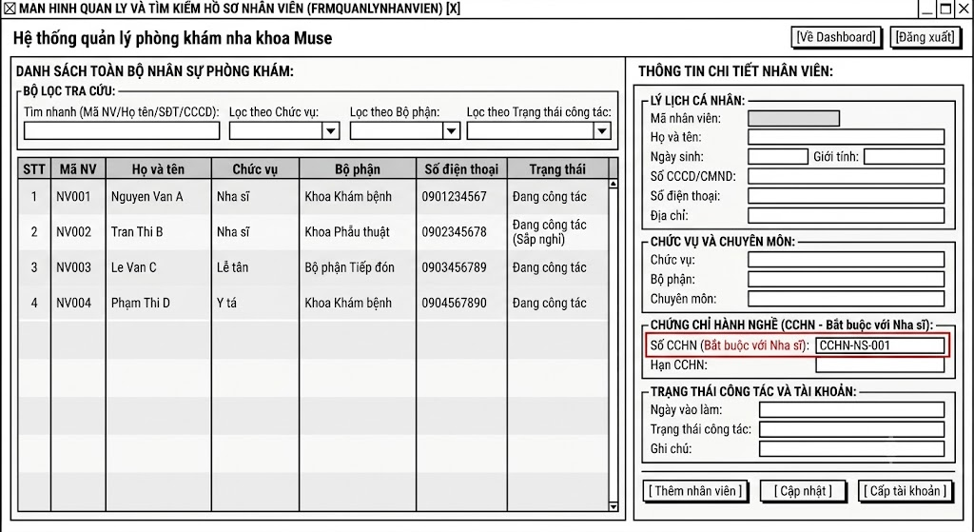 MAN HINH QUAN LY VÀ TÌM KIẾM HỒ SƠ NHÂN VIÊN (FRMQUANLYNHANVIEN) [X]
Hệ thống quản lý phòng khám nha khoa Muse
[Về Dashboard] [Đăng xuất]
DANH SÁCH TOÀN BỘ NHÂN SỰ PHÒNG KHÁM:
BỘ LỌC TRA CỨU:
Tìm nhanh (Mã NV/Họ tên/SĐT/CCCD): Lọc theo Chức vụ: Lọc theo Bộ phận: Lọc theo Trạng thái công tác:
STT Mã NV Họ và tên Chức vụ Bộ phận Số điện thoại Trạng thái
1 NV001 Nguyen Van A Nha sĩ Khoa Khám bệnh 0901234567 Đang công tác
2 NV002 Tran Thi B Nha sĩ Khoa Phẫu thuật 0902345678 Đang công tác
(Sắp nghỉ)
3 NV003 Le Van C Lễ tân Bộ phận Tiếp đón 0903456789 Đang công tác
4 NV004 Phạm Thi D Y tá Khoa Khám bệnh 0904567890 Đang công tác
THÔNG TIN CHI TIẾT NHÂN VIÊN:
LÝ LỊCH CÁ NHÂN:
Mã nhân viên:
Họ và tên:
Ngày sinh: Giới tính:
Số CCCD/CMND:
Số điện thoại:
Địa chỉ:
CHỨC VỤ VÀ CHUYÊN MÔN:
Chức vụ:
Bộ phận:
Chuyên môn:
CHỨNG CHỈ HÀNH NGHỀ (CCHN - Bắt buộc với Nha sĩ):
Số CCHN (Bắt buộc với Nha sĩ): CCHN-NS-001
Hạn CCHN:
TRẠNG THÁI CÔNG TÁC VÀ TÀI KHOẢN:
Ngày vào làm:
Trạng thái công tác:
Ghi chú:
[ Thêm nhân viên ] [ Cập nhật ] [ Cấp tài khoản ]